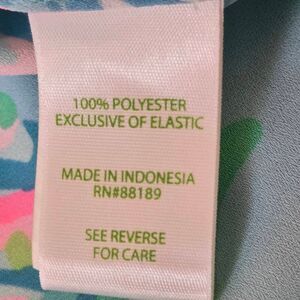 100% POLYESTER
EXCLUSIVE OF ELASTIC
MADE IN INDONESIA
RN#88189
SEE REVERSE
FOR CARE